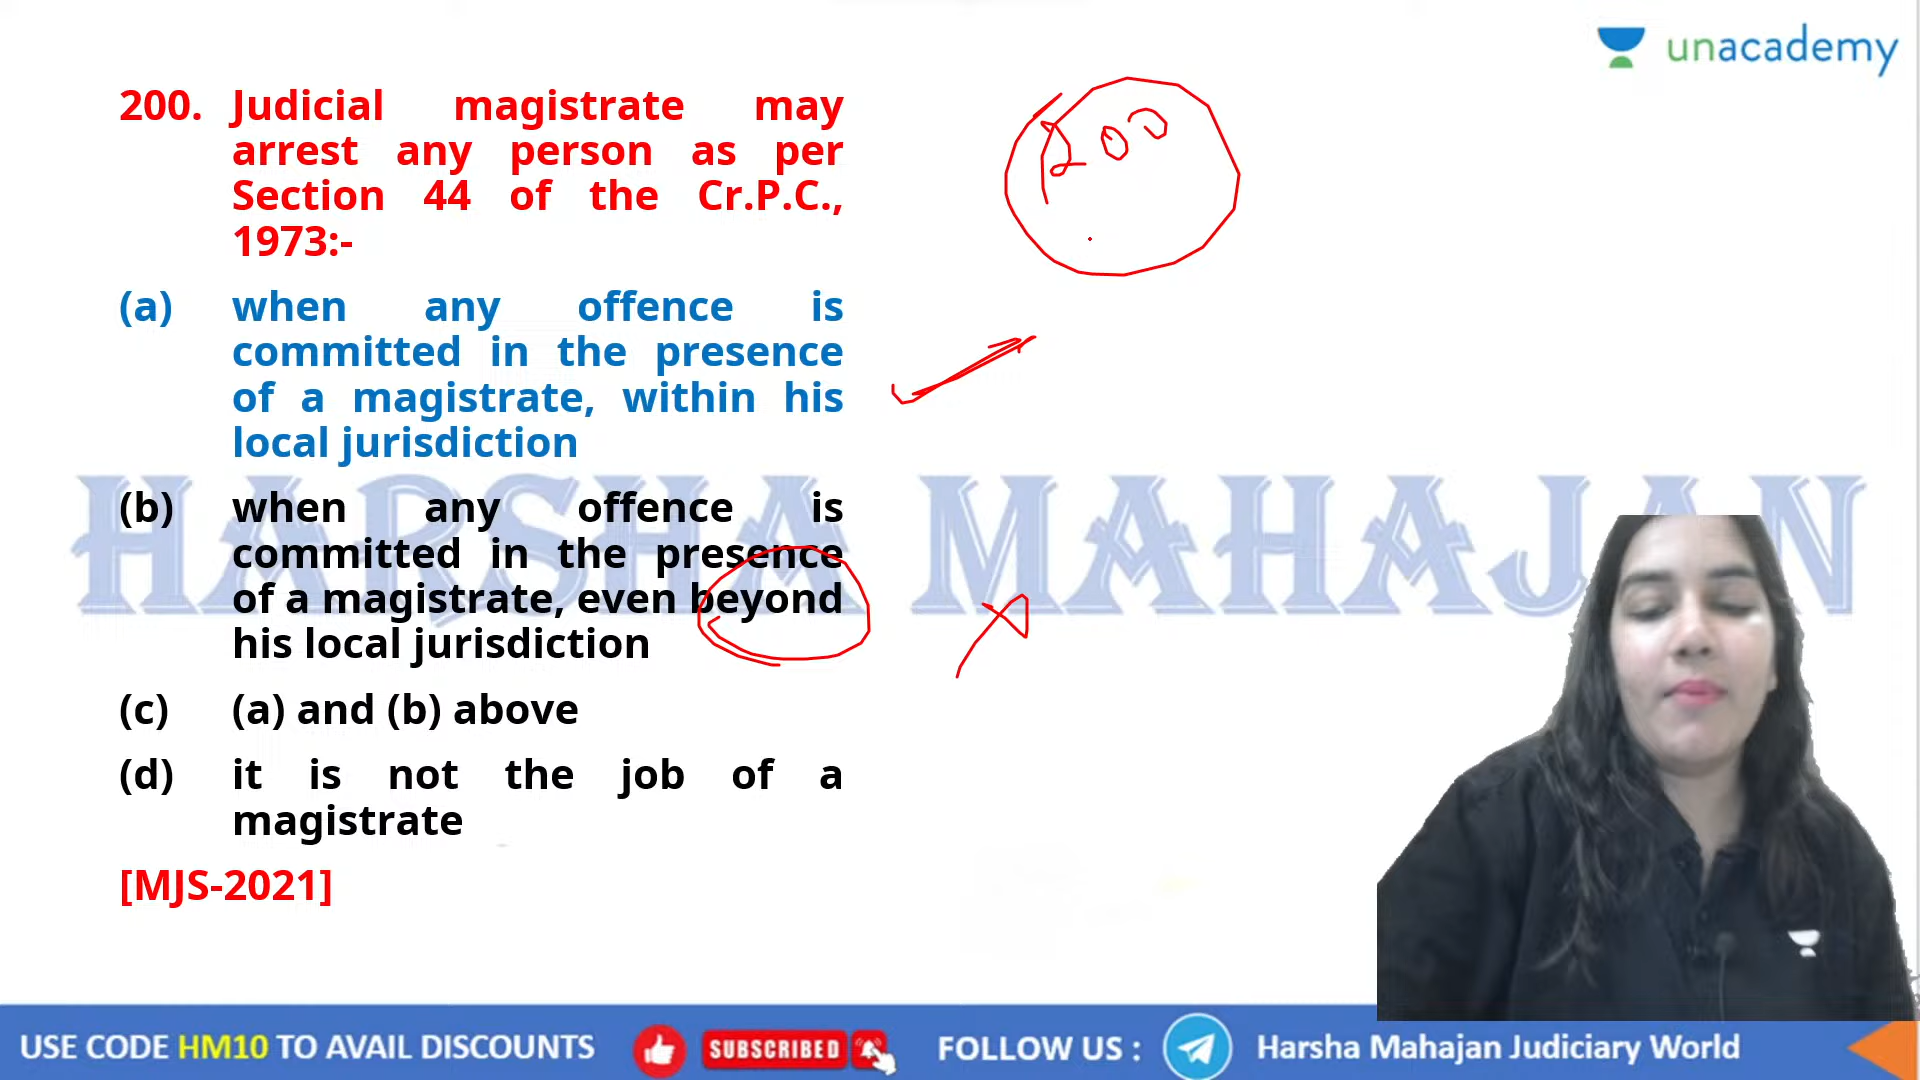 unacademy
200. Judicial magistrate may
arrest any person as per
Section 44 of the Cr.P.C.,
1973:-
200
(a) when any offence is
committed in the presence
of a magistrate, within his
local jurisdiction
HARSHA MAHAJAN
(b) when any offence is
committed in the presence
of a magistrate, even beyond
his local jurisdiction
(c) (a) and (b) above
(d) it is not the job of a
magistrate
[MJS-2021]
USE CODE HM10 TO AVAIL DISCOUNTS
SUBSCRIBED
FOLLOW US :
Harsha Mahajan Judiciary World